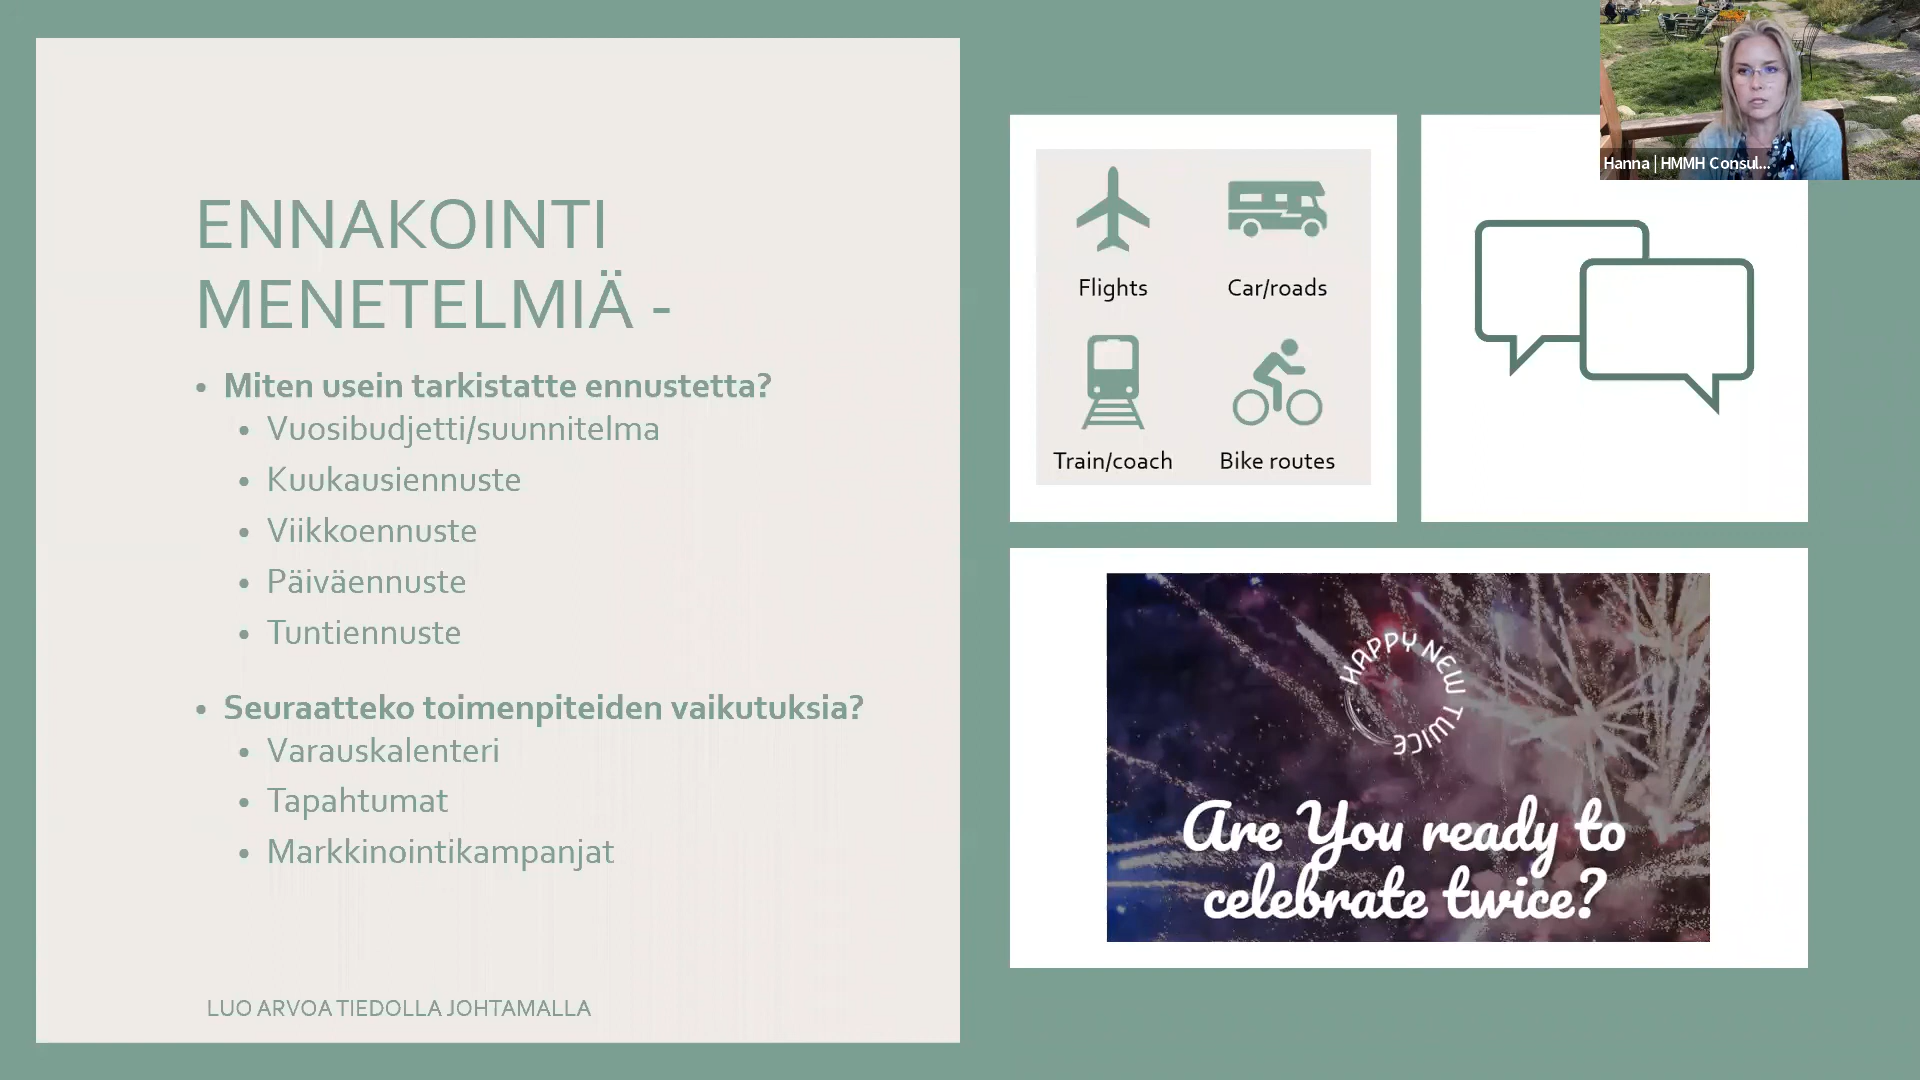 ENNAKOINTI
MENETELMIÄ -
• Miten usein tarkistatte ennustetta?
• Vuosibudjetti/suunnitelma
• Kuukausiennuste
• Viikkoennuste
• Päiväennuste
• Tuntiennuste
• Seuraatteko toimenpiteiden vaikutuksia?
• Varauskalenteri
• Tapahtumat
• Markkinointikampanjat
LUO ARVOA TIEDOLLA JOHTAMALLA
Flights
Car/roads
Train/coach
Bike routes
Hanna | HMMH Consul...
HAPPY NEW TWICE
Are You ready to
celebrate twice?